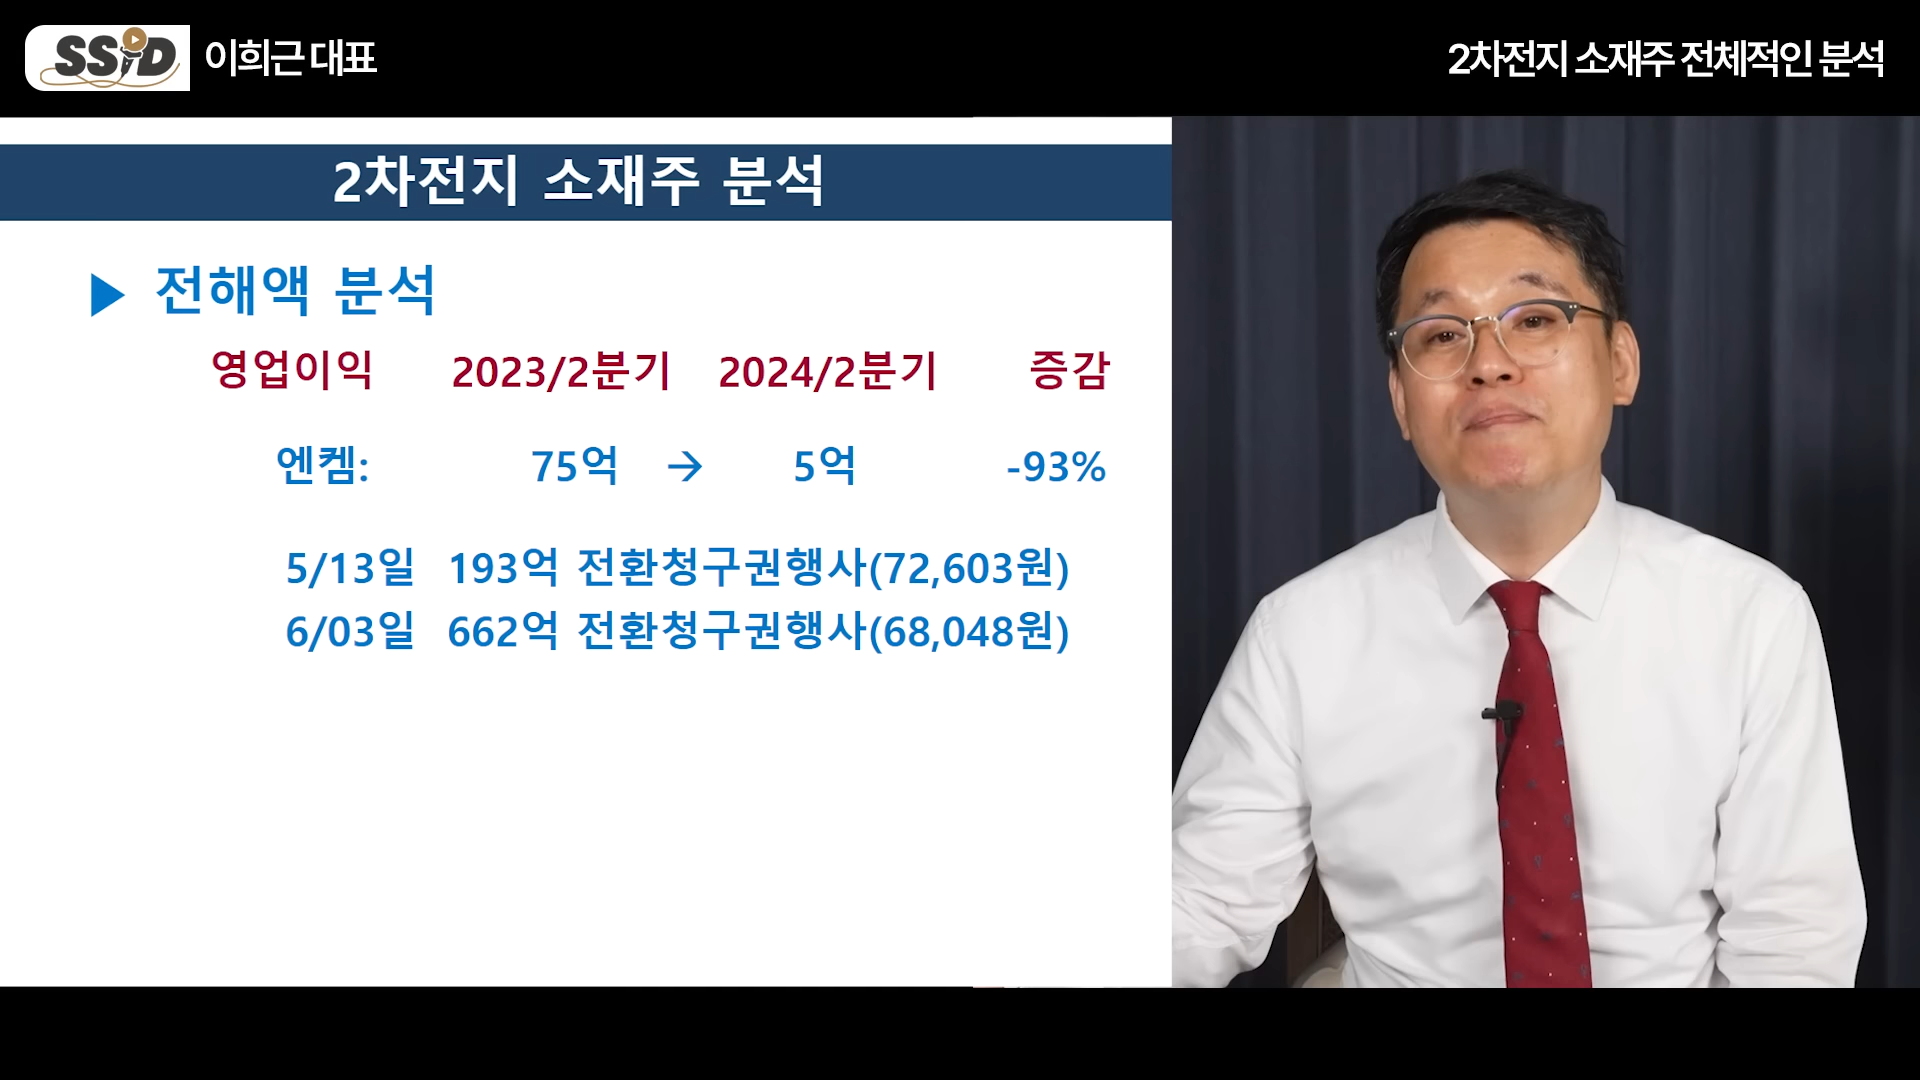 SSiD 이희근 대표
2차전지 소재주 전체적인 분석
2차전지 소재주 분석
▶ 전해액 분석
영업이익 2023/2분기 2024/2분기 증감
엔켐: 75억 → 5억 -93%
5/13일 193억 전환청구권행사(72,603원)
6/03일 662억 전환청구권행사(68,048원)